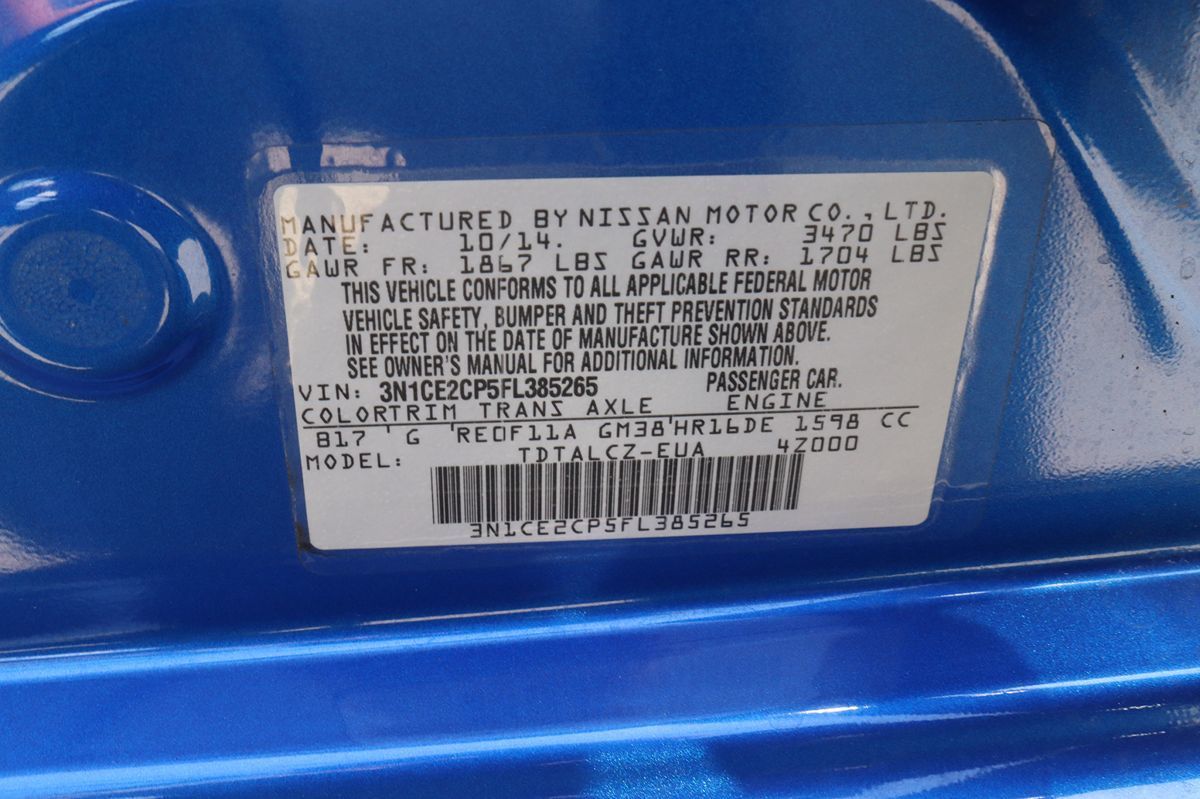 MANUFACTURED BY NISSAN MOTOR CO., LTD.
DATE: 10/14. GVWR: 3470 LBS
GAWR FR: 1867 LBS GAWR RR: 1704 LBS
THIS VEHICLE CONFORMS TO ALL APPLICABLE FEDERAL MOTOR
VEHICLE SAFETY, BUMPER AND THEFT PREVENTION STANDARDS
IN EFFECT ON THE DATE OF MANUFACTURE SHOWN ABOVE.
SEE OWNER'S MANUAL FOR ADDITIONAL INFORMATION.
VIN: 3N1CE2CP5FL385265 PASSENGER CAR.
COLORTRIM TRANS AXLE ENGINE
B17 ' G 'RE0F11A GM38'HR16DE 1598 CC
MODEL: TDTALCZ-EUA 4Z000
3N1CE2CP5FL385265